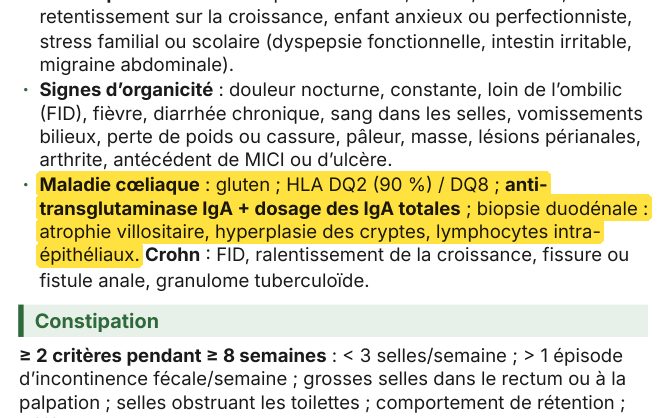 retentissement sur la croissance, enfant anxieux ou perfectionniste,
stress familial ou scolaire (dyspepsie fonctionnelle, intestin irritable,
migraine abdominale).
· Signes d’organicité : douleur nocturne, constante, loin de l’ombilic
(FID), fièvre, diarrhée chronique, sang dans les selles, vomissements
bilieux, perte de poids ou cassure, pâleur, masse, lésions périanales,
arthrite, antécédent de MICI ou d’ulcère.
· Maladie cœliaque : gluten ; HLA DQ2 (90 %) / DQ8 ; anti-
transglutaminase IgA + dosage des IgA totales ; biopsie duodénale :
atrophie villositaire, hyperplasie des cryptes, lymphocytes intra-
épithéliaux. Crohn : FID, ralentissement de la croissance, fissure ou
fistule anale, granulome tuberculoïde.
Constipation
≥ 2 critères pendant ≥ 8 semaines : < 3 selles/semaine ; > 1 épisode
d’incontinence fécale/semaine ; grosses selles dans le rectum ou à la
palpation ; selles obstruant les toilettes ; comportement de rétention ;